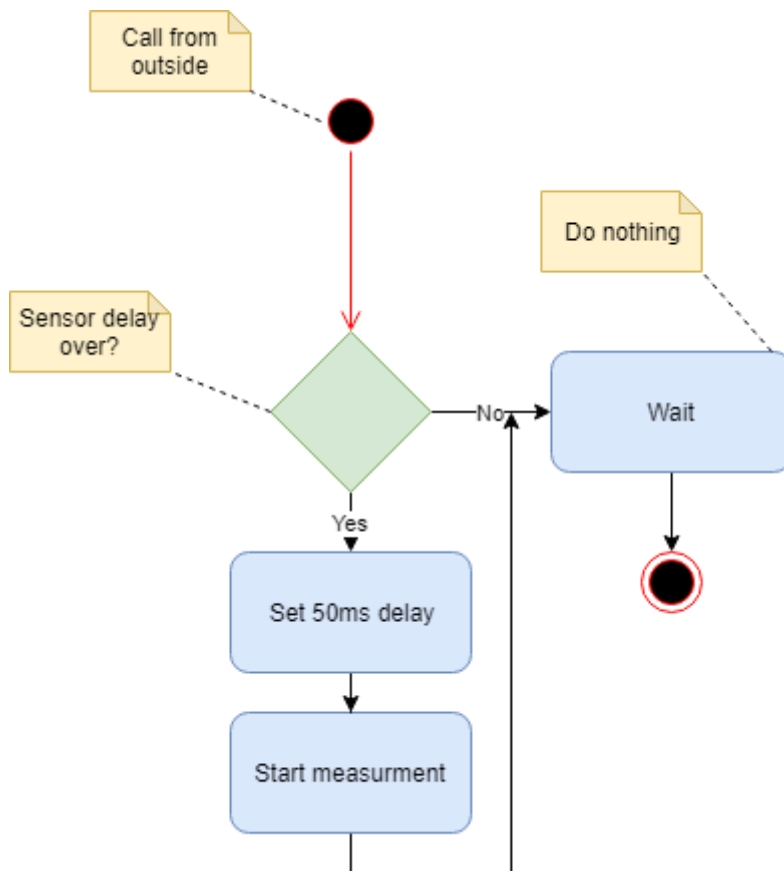 Call from
outside
Do nothing
Sensor delay
over?
No
Wait
Yes
Set 50ms delay
Start measurment